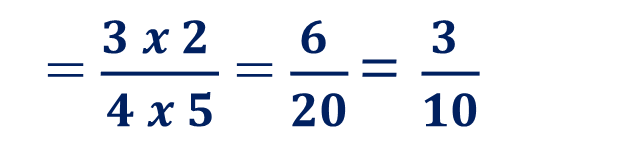 = 3 x 2 / 4 x 5 = 6 / 20 = 3 / 10